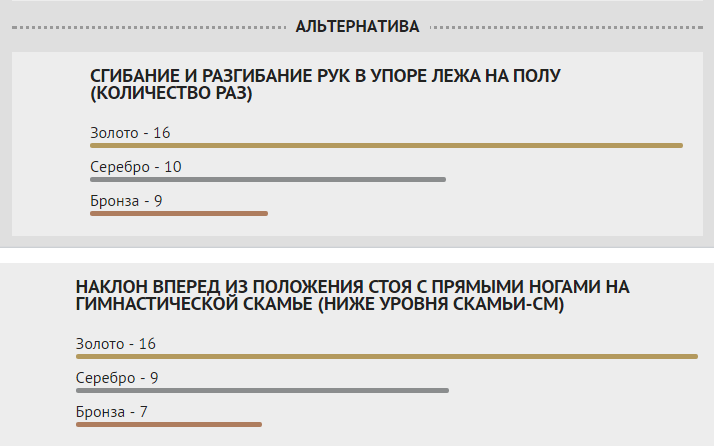 АЛЬТЕРНАТИВА
СГИБАНИЕ И РАЗГИБАНИЕ РУК В УПОРЕ ЛЕЖА НА ПОЛУ
(КОЛИЧЕСТВО РАЗ)
Золото - 16
Серебро - 10
Бронза - 9
НАКЛОН ВПЕРЕД ИЗ ПОЛОЖЕНИЯ СТОЯ С ПРЯМЫМИ НОГАМИ НА
ГИМНАСТИЧЕСКОЙ СКАМЬЕ (НИЖЕ УРОВНЯ СКАМЬИ-СМ)
Золото - 16
Серебро - 9
Бронза - 7